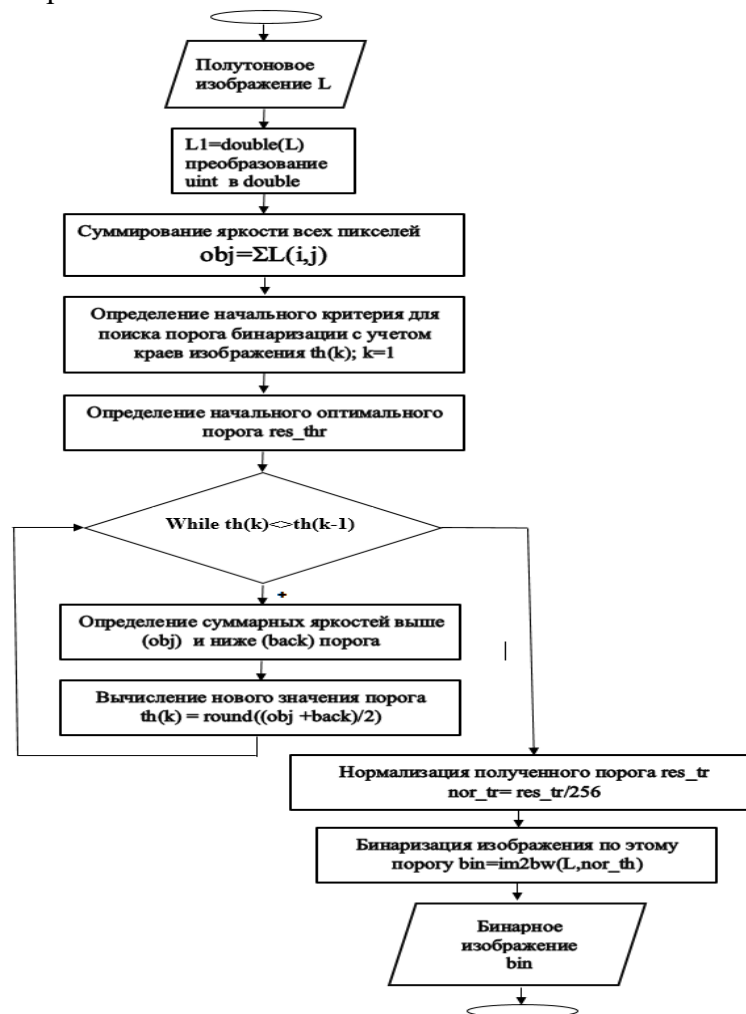 Полутоновое
изображение L
L1=double(L)
преобразование
uint в double
Суммирование яркости всех пикселей
obj=ΣL(i,j)
Определение начального критерия для
поиска порога бинаризации с учетом
краев изображения th(k); k=1
Определение начального оптимального
порога res_thr
While th(k)<>th(k-1)
+
Определение суммарных яркостей выше
(obj) и ниже (back) порога
|
Вычисление нового значения порога
th(k) = round((obj +back)/2)
Нормализация полученного порога res_tr
nor_tr= res_tr/256
Бинаризация изображения по этому
порогу bin=im2bw(L,nor_th)
Бинарное
изображение
bin